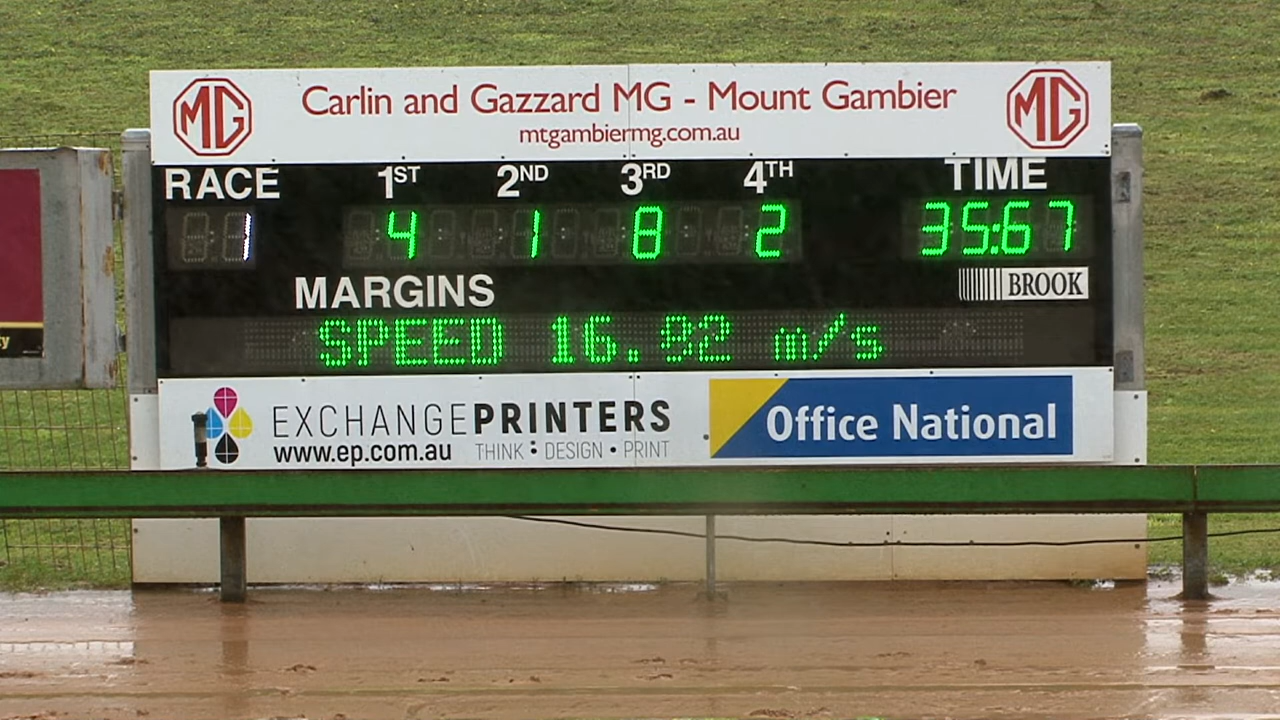 MG Carlin and Gazzard MG - Mount Gambier MG
mtgambiermg.com.au
RACE 1ST 2ND 3RD 4TH TIME
1 4 1 8 2 35:67
MARGINS BROOK
SPEED 16.92 m/s
y
EXCHANGEPRINTERS
www.ep.com.au THINK : DESIGN • PRINT
Office National